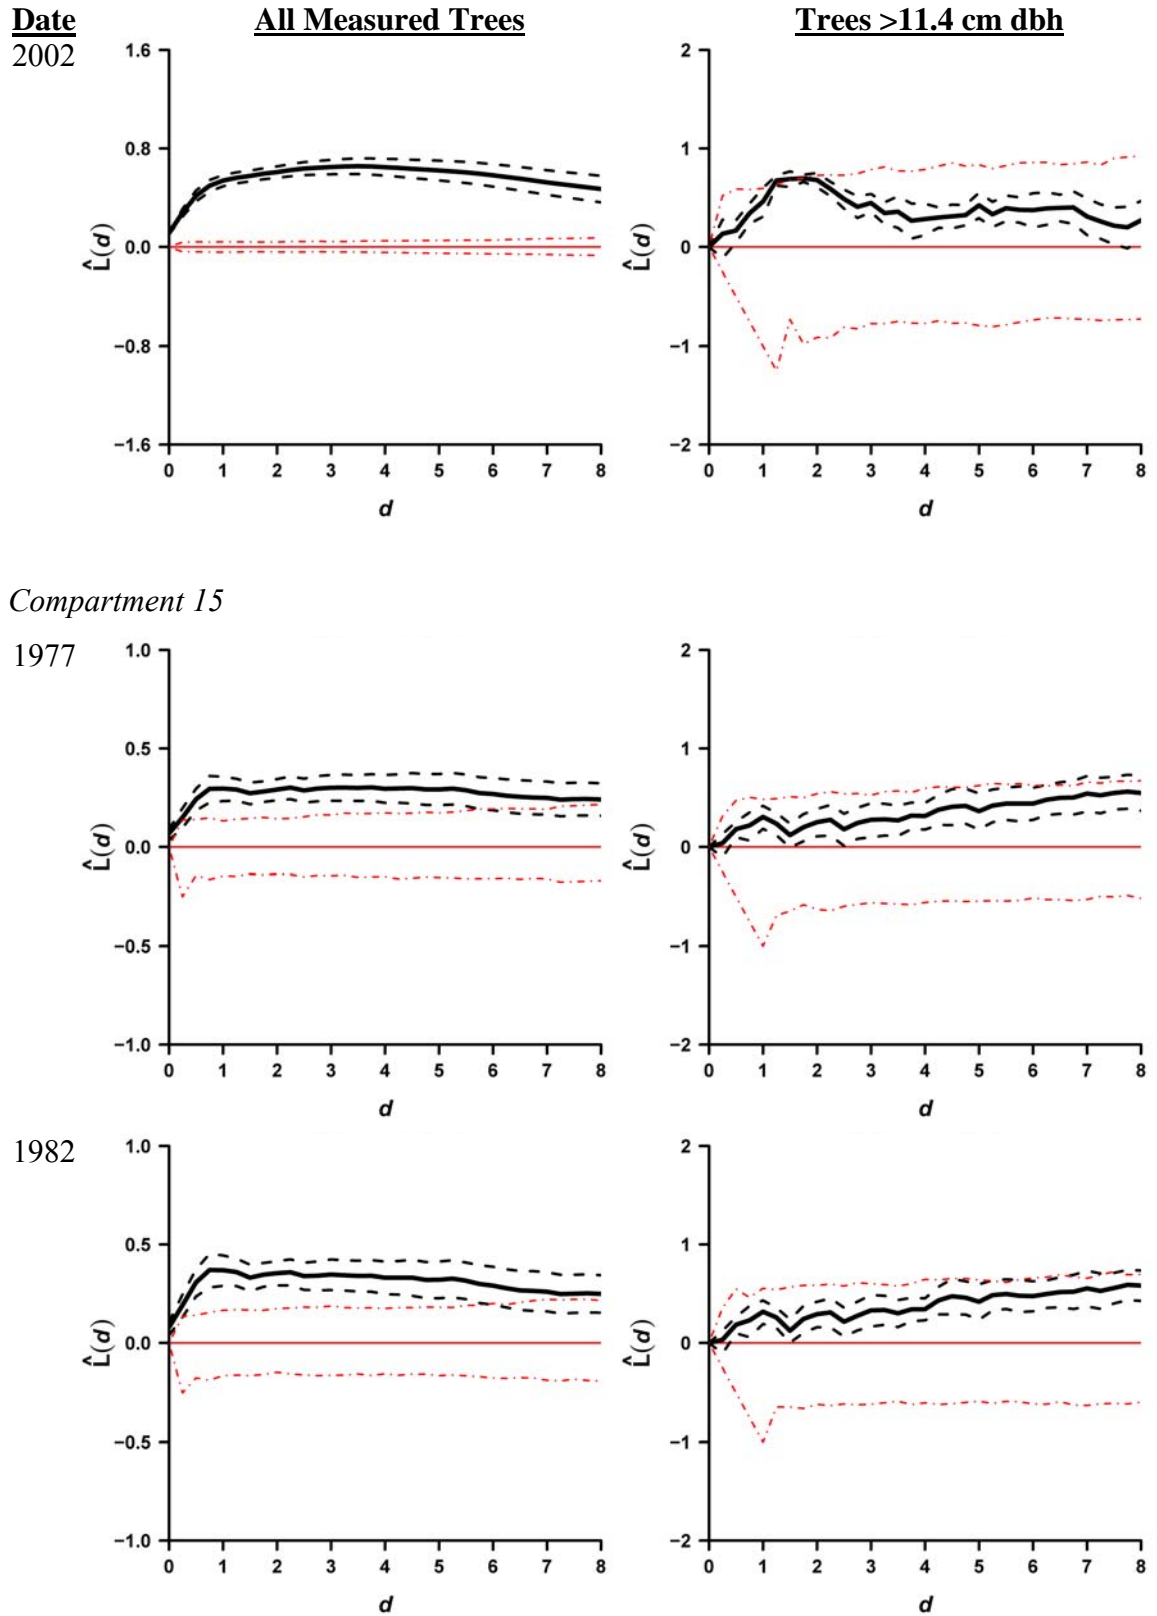 Date All Measured Trees Trees >11.4 cm dbh
2002
1.6
0.8
0.0
−0.8
−1.6
L̂(d)
0 1 2 3 4 5 6 7 8
d
2
1
0
−1
−2
L̂(d)
0 1 2 3 4 5 6 7 8
d
Compartment 15
1977
1.0
0.5
0.0
−0.5
−1.0
L̂(d)
0 1 2 3 4 5 6 7 8
d
2
1
0
−1
−2
L̂(d)
0 1 2 3 4 5 6 7 8
d
1982
1.0
0.5
0.0
−0.5
−1.0
L̂(d)
0 1 2 3 4 5 6 7 8
d
2
1
0
−1
−2
L̂(d)
0 1 2 3 4 5 6 7 8
d